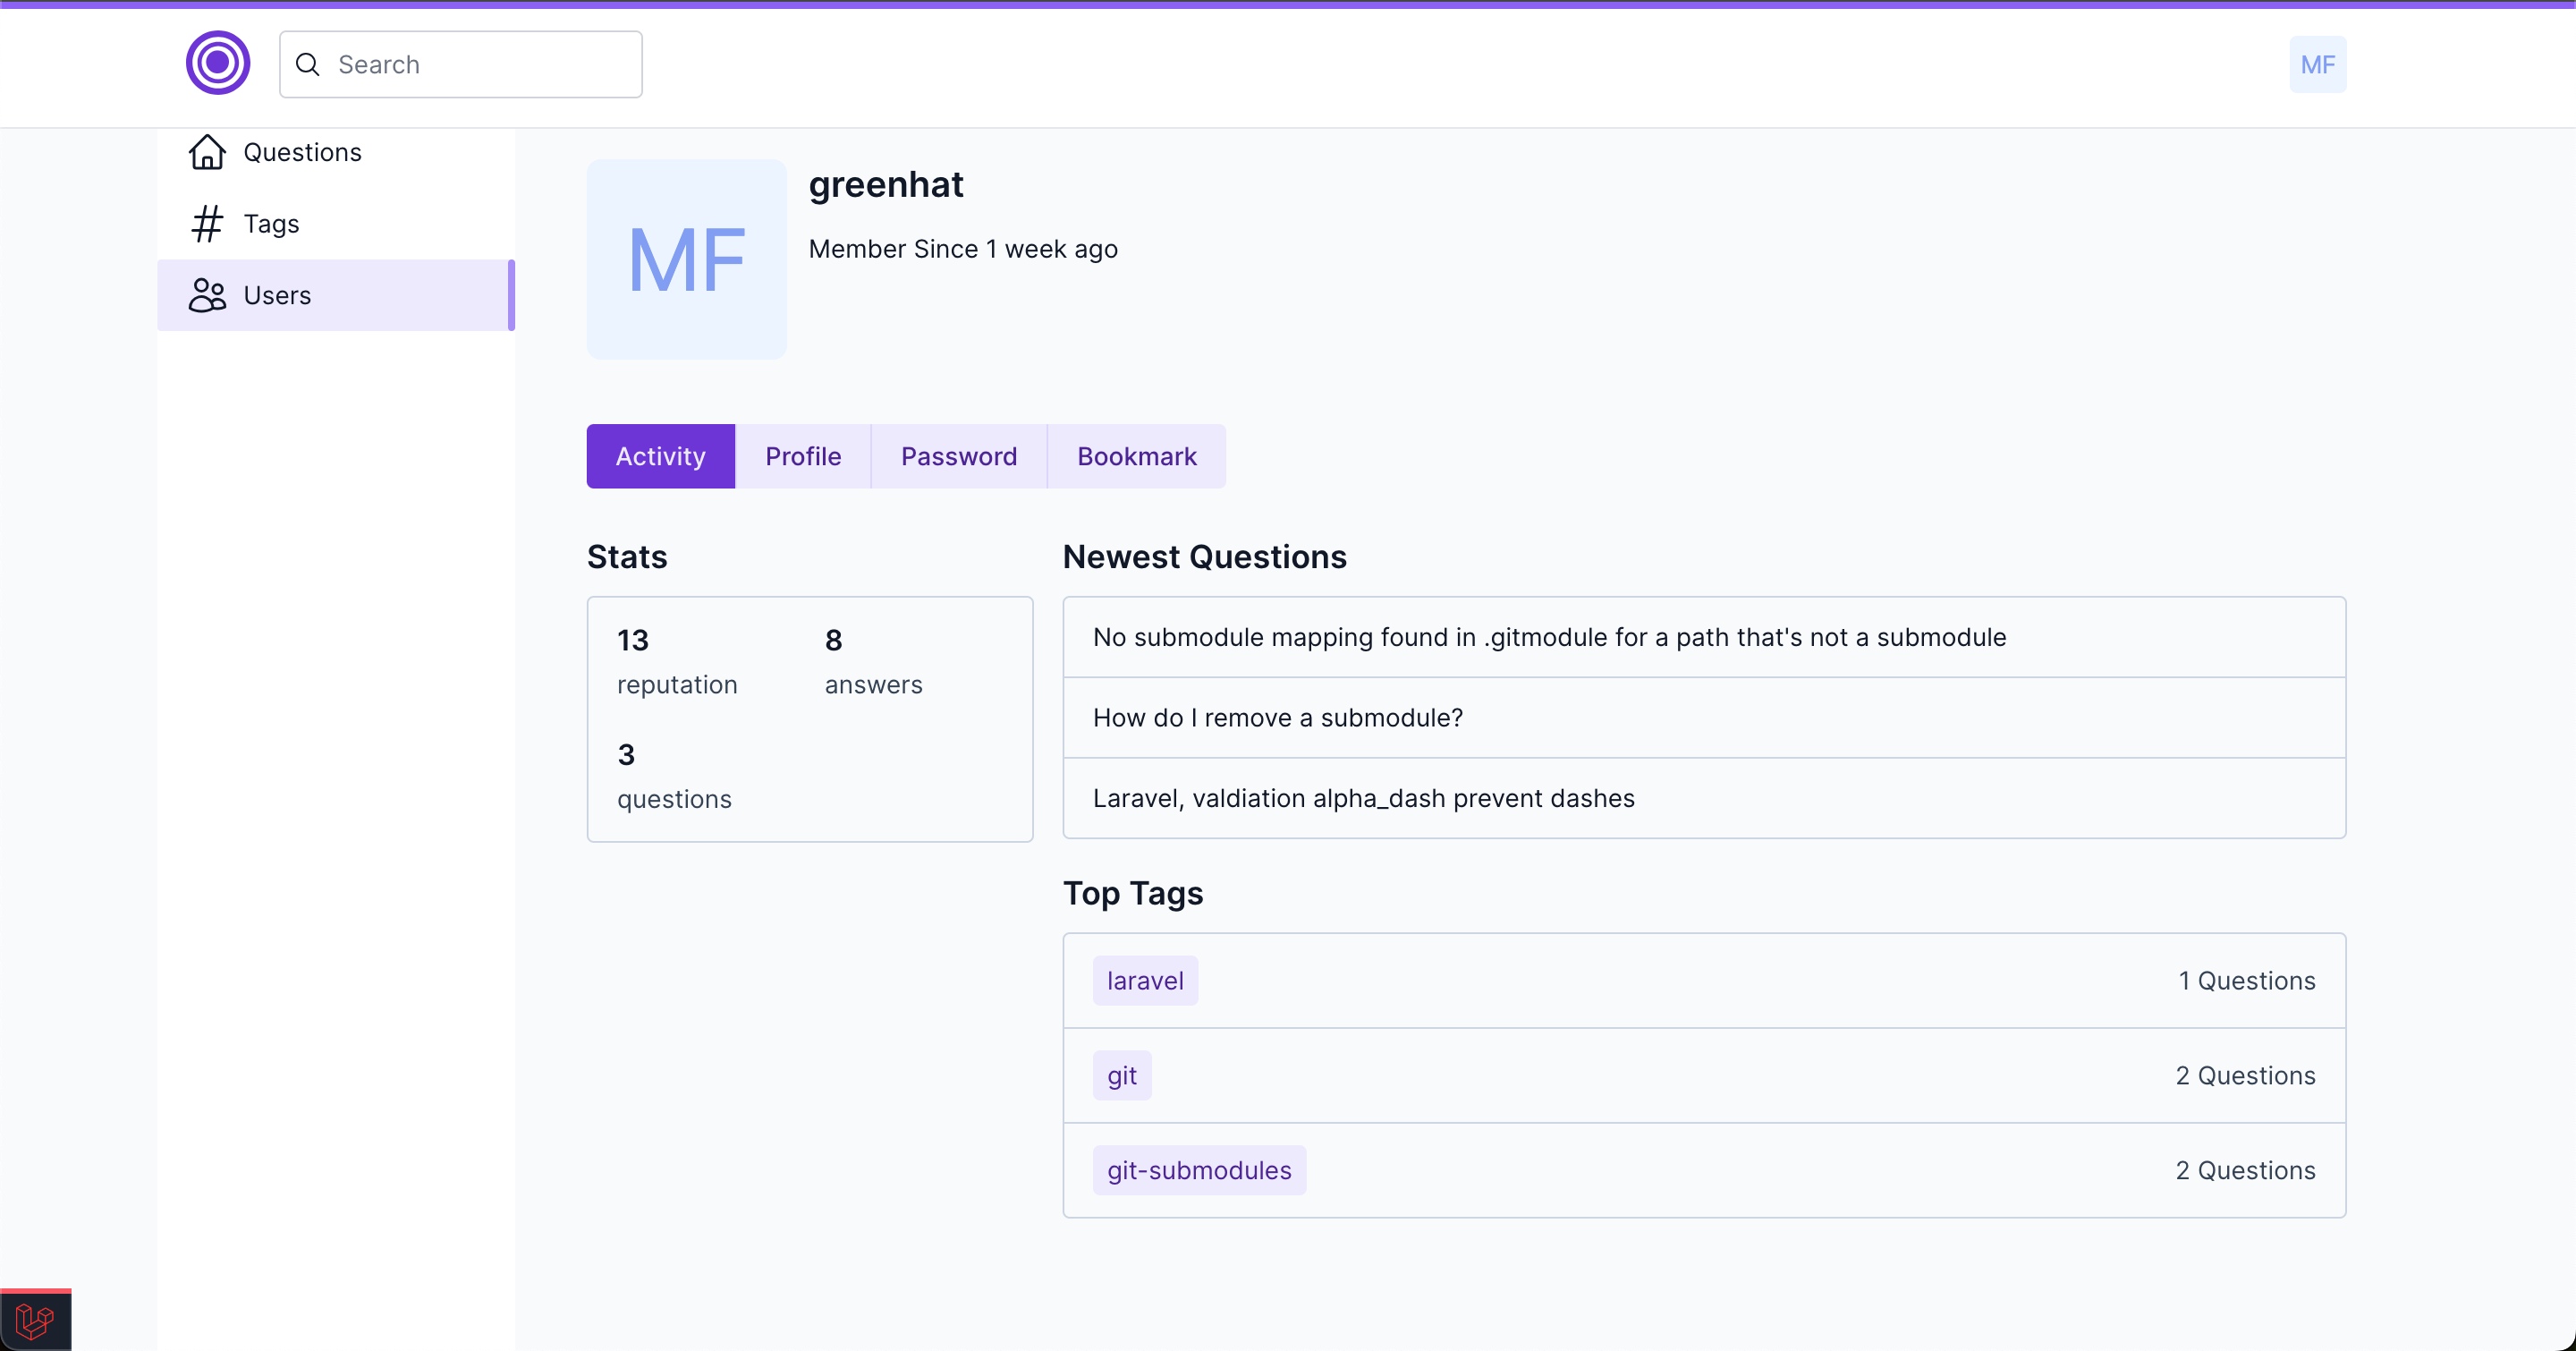 Search
MF
Questions
Tags
Users
MF
greenhat
Member Since 1 week ago
Activity
Profile
Password
Bookmark
Stats
13
reputation
8
answers
3
questions
Newest Questions
No submodule mapping found in .gitmodule for a path that's not a submodule
How do I remove a submodule?
Laravel, valdiation alpha_dash prevent dashes
Top Tags
laravel
1 Questions
git
2 Questions
git-submodules
2 Questions